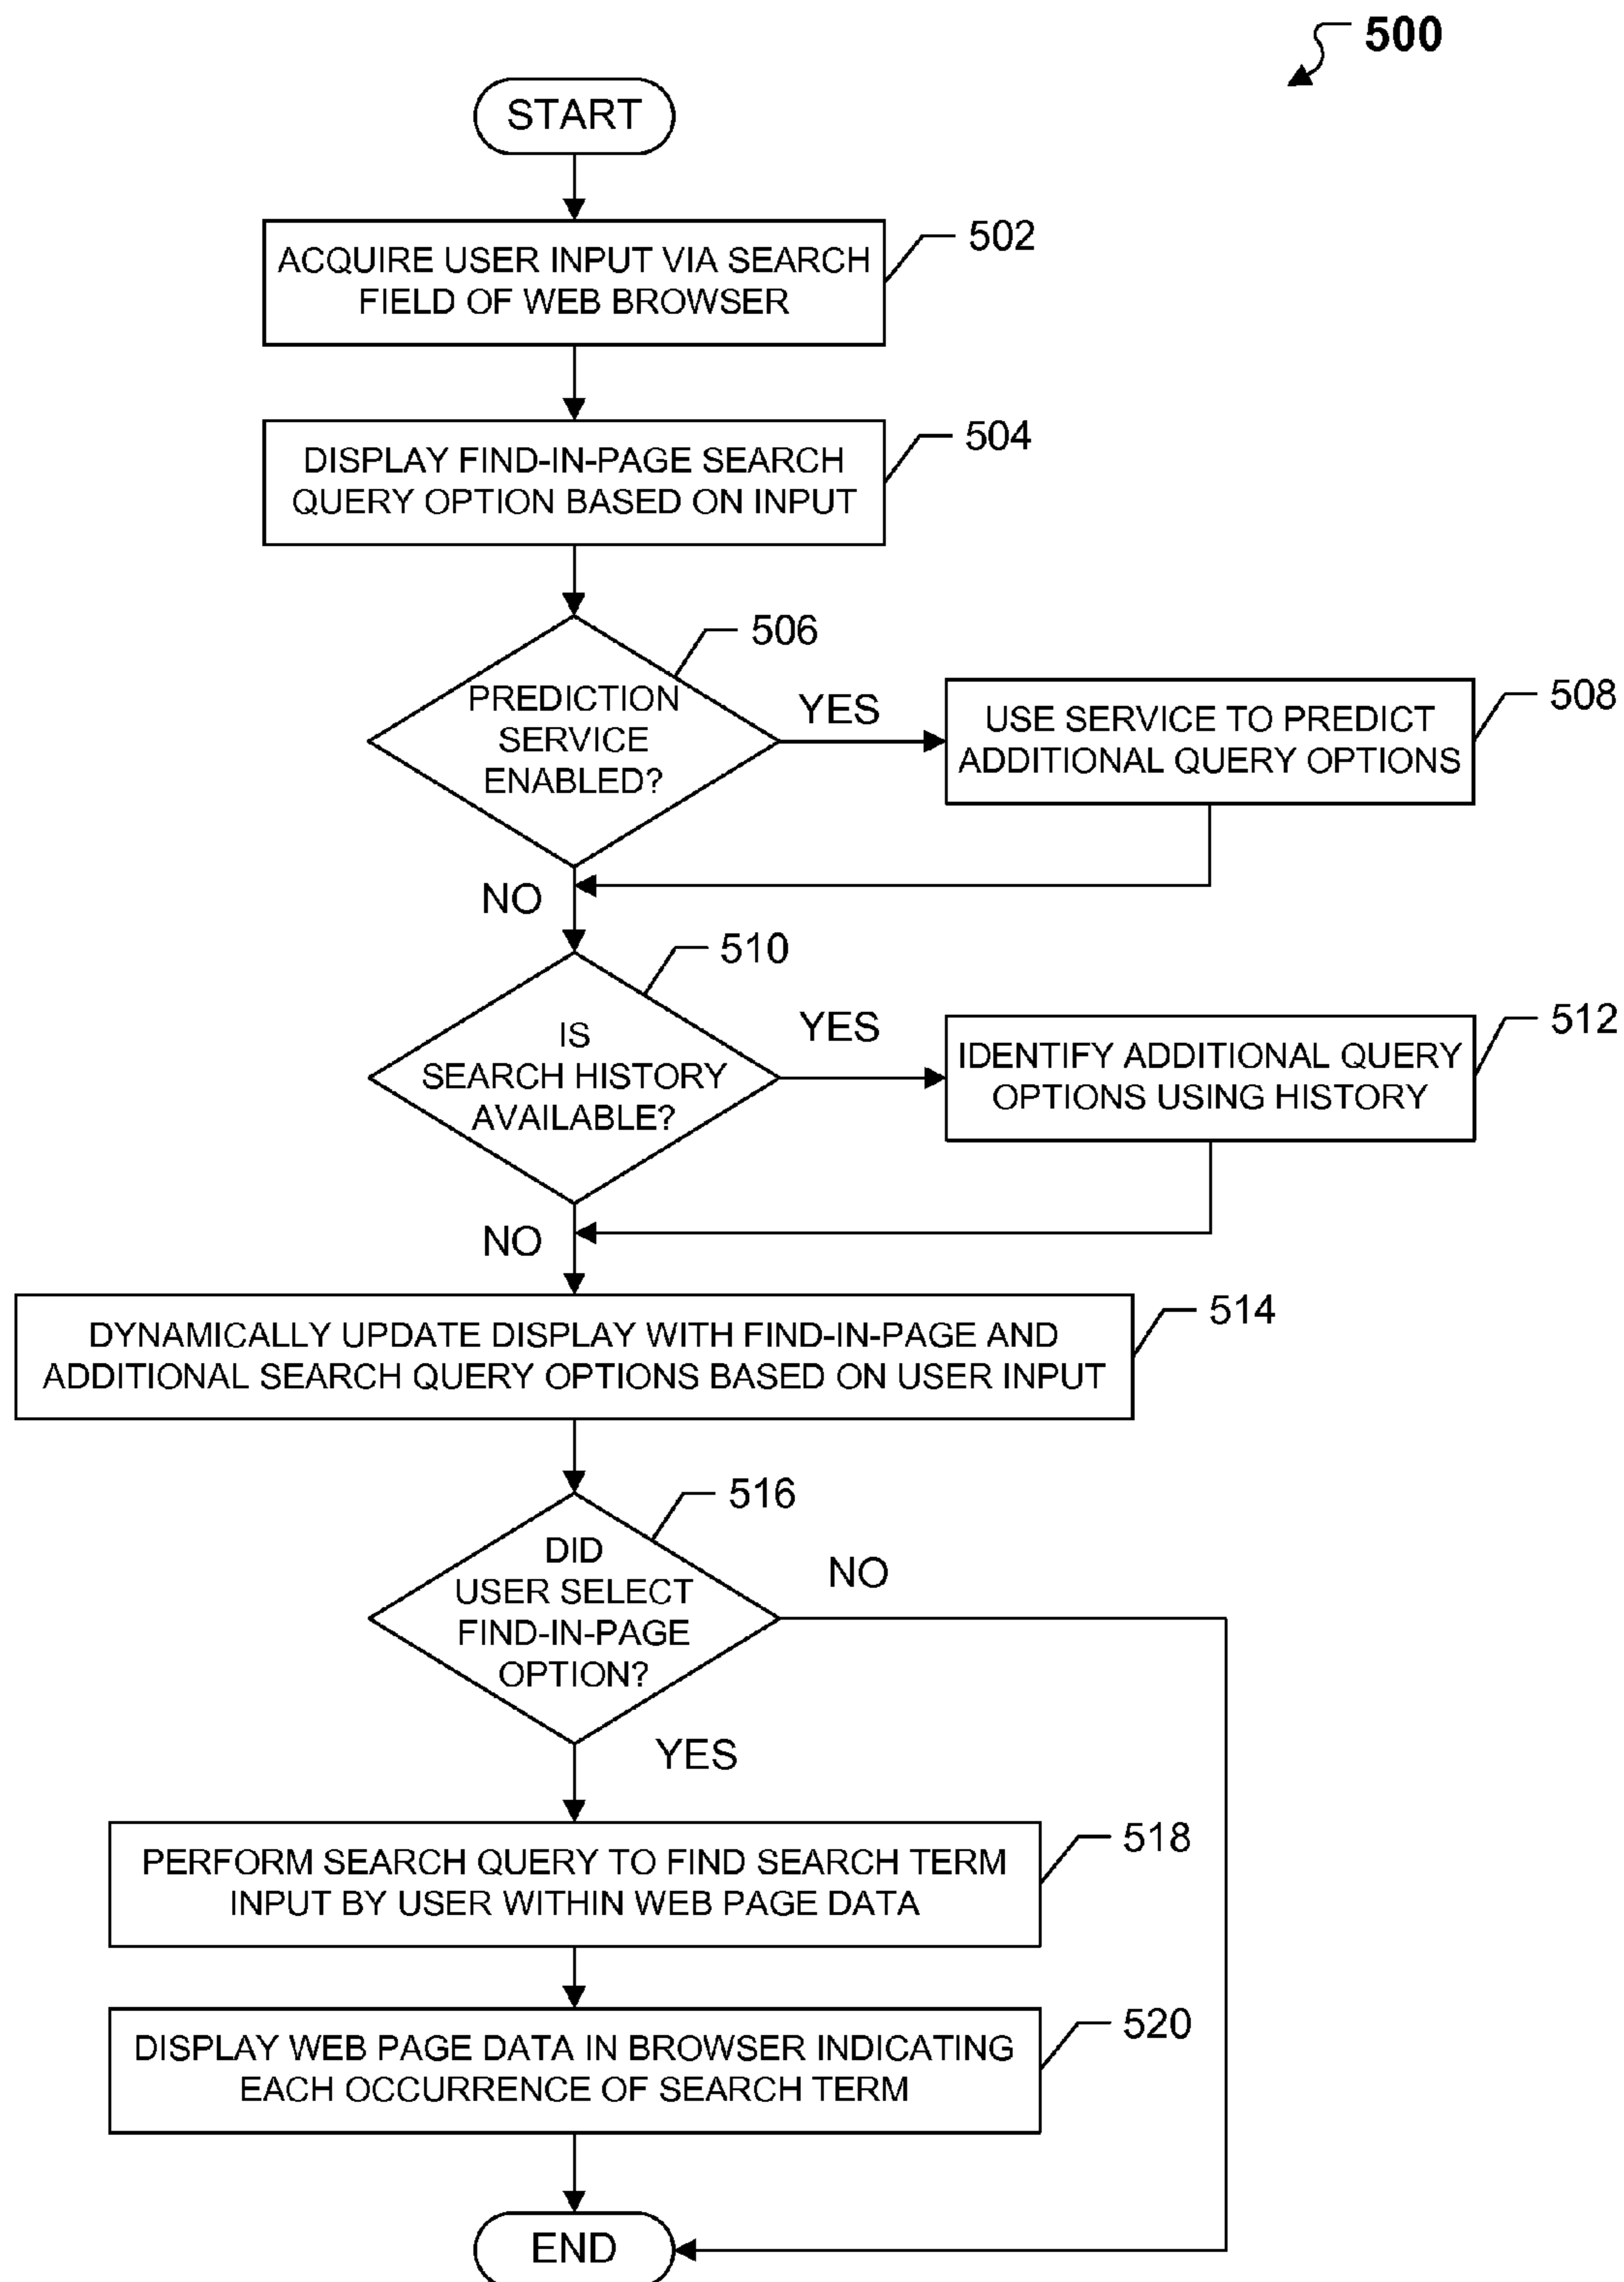 500
START
502
ACQUIRE USER INPUT VIA SEARCH
FIELD OF WEB BROWSER
504
DISPLAY FIND-IN-PAGE SEARCH
QUERY OPTION BASED ON INPUT
506
PREDICTION
SERVICE
ENABLED?
YES
508
USE SERVICE TO PREDICT
ADDITIONAL QUERY OPTIONS
NO
510
IS
SEARCH HISTORY
AVAILABLE?
YES
512
IDENTIFY ADDITIONAL QUERY
OPTIONS USING HISTORY
NO
514
DYNAMICALLY UPDATE DISPLAY WITH FIND-IN-PAGE AND
ADDITIONAL SEARCH QUERY OPTIONS BASED ON USER INPUT
516
DID
USER SELECT
FIND-IN-PAGE
OPTION?
NO
YES
518
PERFORM SEARCH QUERY TO FIND SEARCH TERM
INPUT BY USER WITHIN WEB PAGE DATA
520
DISPLAY WEB PAGE DATA IN BROWSER INDICATING
EACH OCCURRENCE OF SEARCH TERM
END